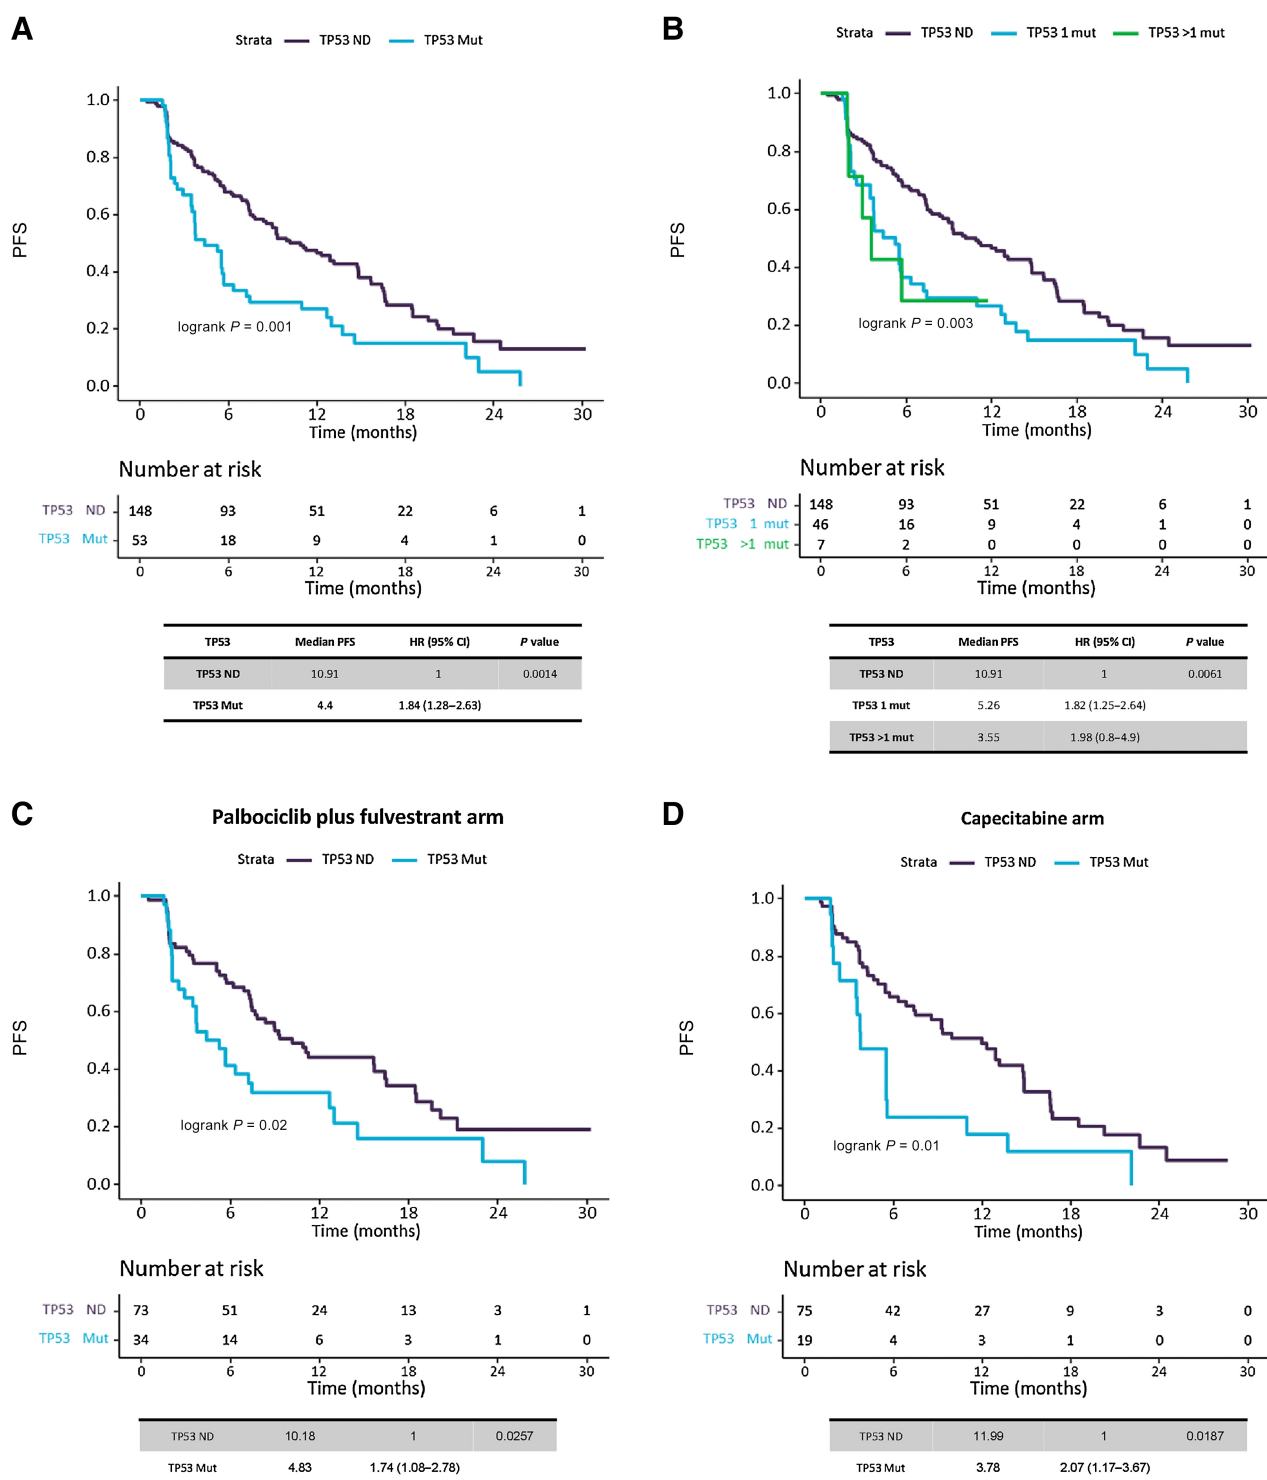 A
Strata TP53 ND TP53 Mut
PFS
1.0
0.8
0.6
0.4
0.2
0.0
logrank P = 0.001
0 6 12 18 24 30
Time (months)
Number at risk
TP53 ND 148 93 51 22 6 1
TP53 Mut 53 18 9 4 1 0
0 6 12 18 24 30
Time (months)
TP53 Median PFS HR (95% CI) P value
TP53 ND 10.91 1 0.0014
TP53 Mut 4.4 1.84 (1.28–2.63)
B
Strata TP53 ND TP53 1 mut TP53 >1 mut
PFS
1.0
0.8
0.6
0.4
0.2
0.0
logrank P = 0.003
0 6 12 18 24 30
Time (months)
Number at risk
TP53 ND 148 93 51 22 6 1
TP53 1 mut 46 16 9 4 1 0
TP53 >1 mut 7 2 0 0 0 0
0 6 12 18 24 30
Time (months)
TP53 Median PFS HR (95% CI) P value
TP53 ND 10.91 1 0.0061
TP53 1 mut 5.26 1.82 (1.25–2.64)
TP53 >1 mut 3.55 1.98 (0.8–4.9)
C
Palbociclib plus fulvestrant arm
Strata TP53 ND TP53 Mut
PFS
1.0
0.8
0.6
0.4
0.2
0.0
logrank P = 0.02
0 6 12 18 24 30
Time (months)
Number at risk
TP53 ND 73 51 24 13 3 1
TP53 Mut 34 14 6 3 1 0
0 6 12 18 24 30
Time (months)
TP53 ND 10.18 1 0.0257
TP53 Mut 4.83 1.74 (1.08–2.78)
D
Capecitabine arm
Strata TP53 ND TP53 Mut
PFS
1.0
0.8
0.6
0.4
0.2
0.0
logrank P = 0.01
0 6 12 18 24 30
Time (months)
Number at risk
TP53 ND 75 42 27 9 3 0
TP53 Mut 19 4 3 1 0 0
0 6 12 18 24 30
Time (months)
TP53 ND 11.99 1 0.0187
TP53 Mut 3.78 2.07 (1.17–3.67)